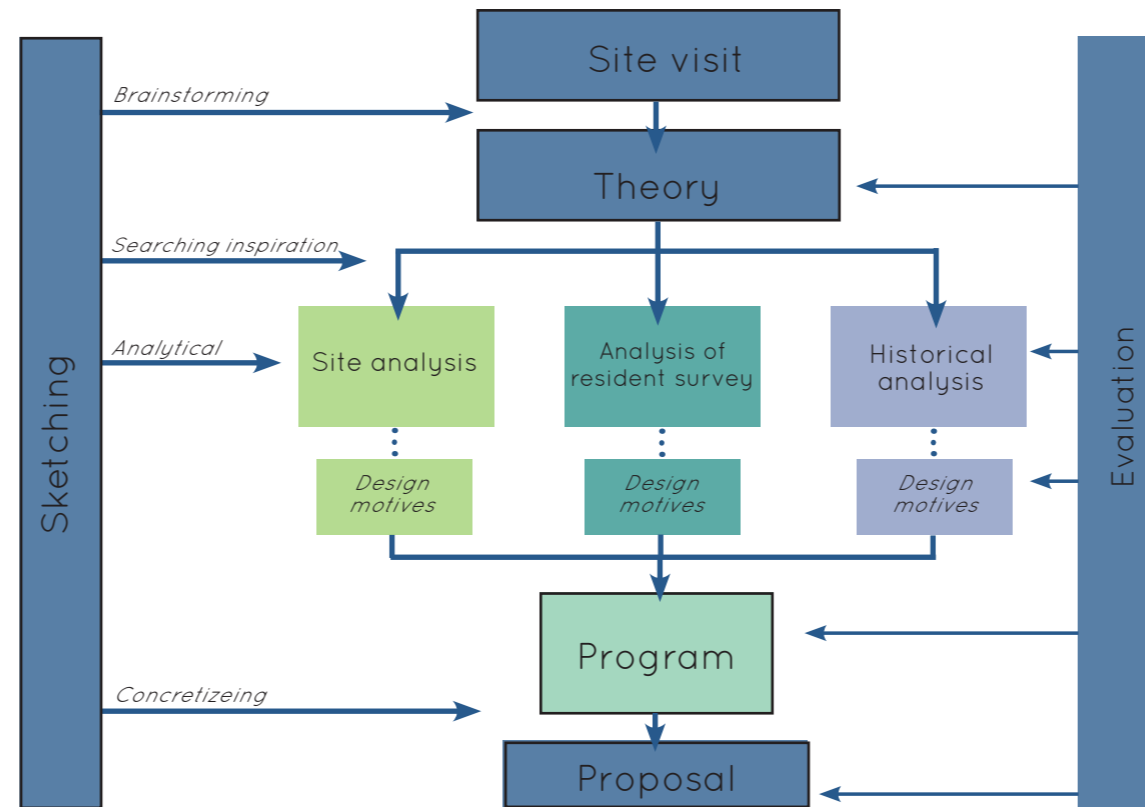 Site visit
Brainstorming
Theory
Searching inspiration
Analytical
Site analysis
Analysis of
resident survey
Historical
analysis
Sketching
Evaluation
Design
motives
Design
motives
Design
motives
Program
Concretizeing
Proposal